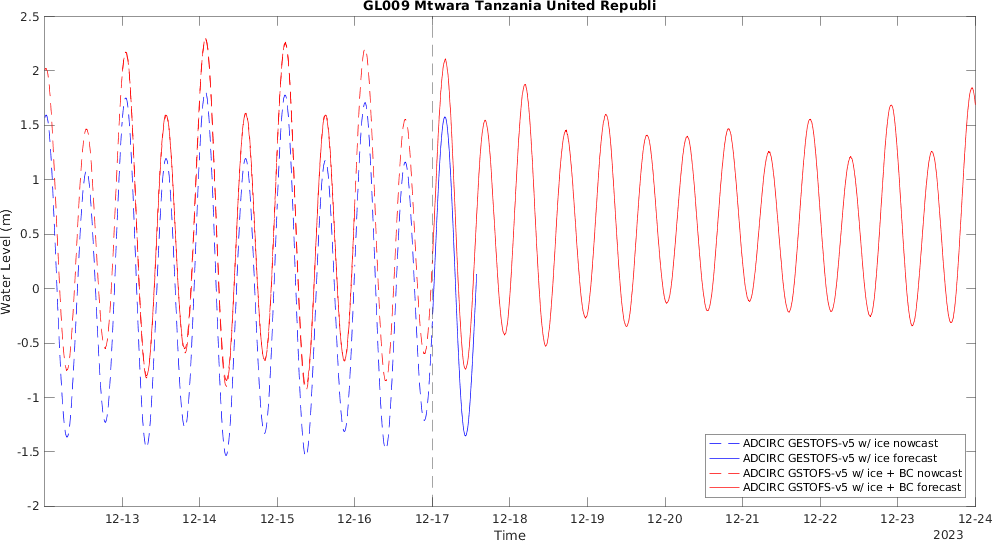 GL009 Mtwara Tanzania United Republi
2.5
2
1.5
1
0.5
0
-0.5
-1
-1.5
-2
Water Level (m)
ADCIRC GESTOFS-v5 w/ ice nowcast
ADCIRC GESTOFS-v5 w/ ice forecast
ADCIRC GSTOFS-v5 w/ ice + BC nowcast
ADCIRC GSTOFS-v5 w/ ice + BC forecast
12-13 12-14 12-15 12-16 12-17 12-18 12-19 12-20 12-21 12-22 12-23 12-24
Time
2023